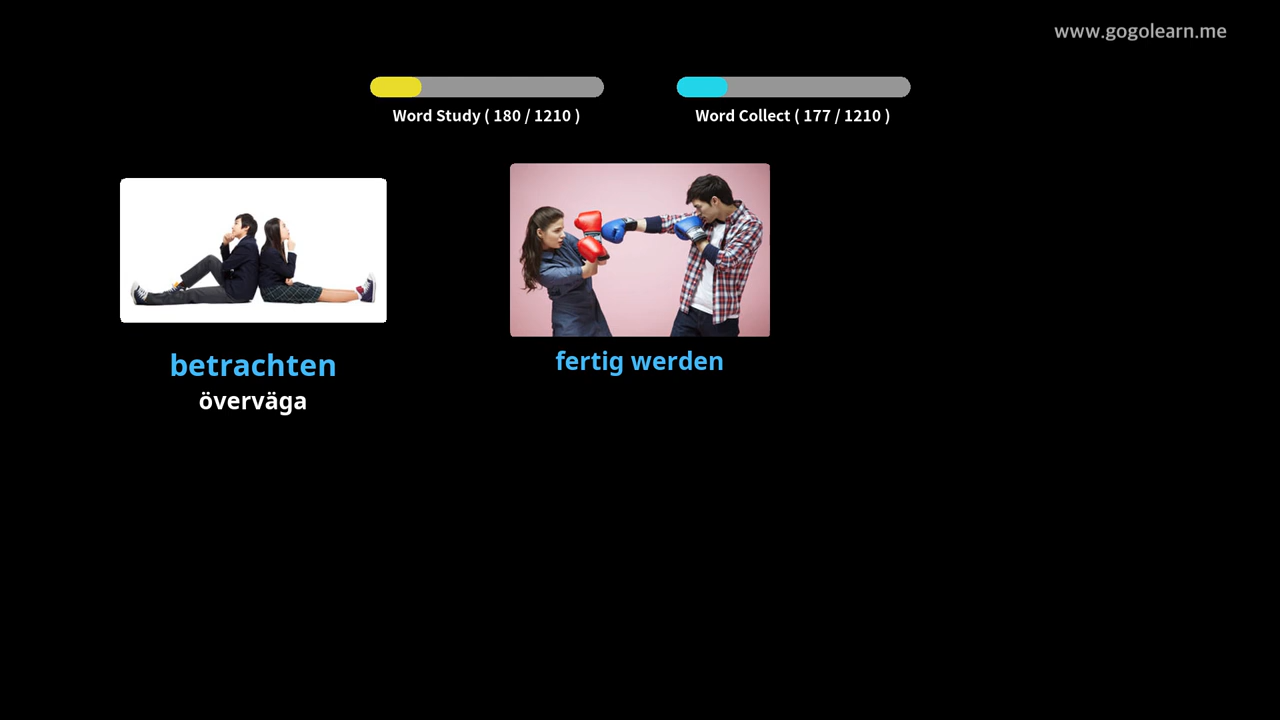 www.gogolearn.me
Word Study ( 180 / 1210 )
Word Collect ( 177 / 1210 )
betrachten
överväga
fertig werden